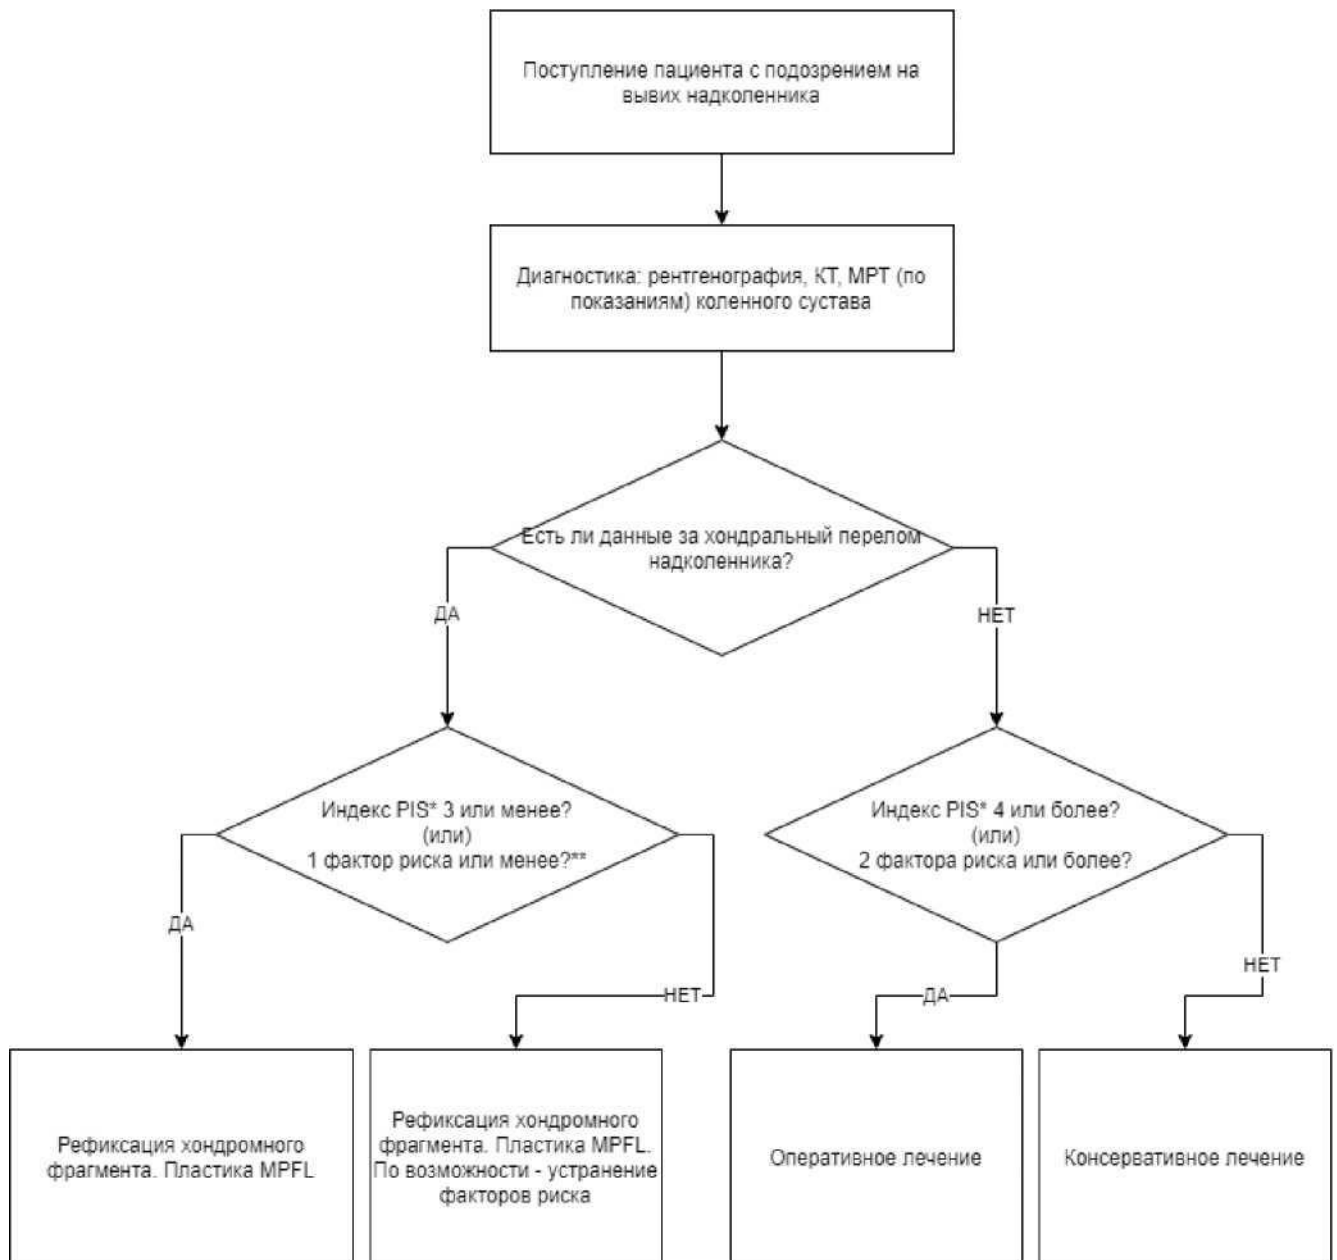 Поступление пациента с подозрением на
вывих надколенника
Диагностика: рентгенография, КТ, МРТ (по
показаниям) коленного сустава
Есть ли данные за хондральный перелом
надколенника?
ДА
НЕТ
Индекс PIS* 3 или менее?
(или)
1 фактор риска или менее?**
Индекс PIS* 4 или более?
(или)
2 фактора риска или более?
ДА
НЕТ
ДА
НЕТ
Рефиксация хондромного
фрагмента. Пластика MPFL
Рефиксация хондромного
фрагмента. Пластика MPFL.
По возможности - устранение
факторов риска
Оперативное лечение
Консервативное лечение